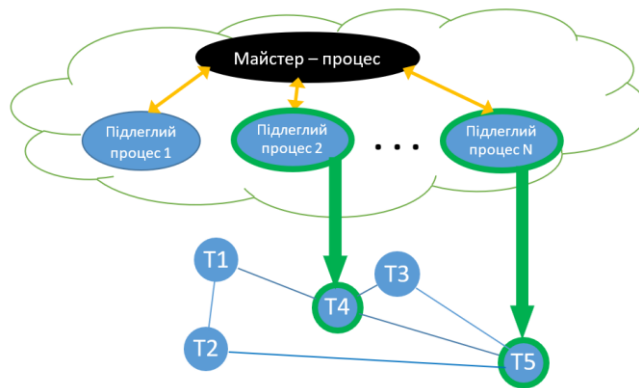 Майстер – процес
Підлеглий
процес 1
Підлеглий
процес 2
. . .
Підлеглий
процес N
T1
T3
T4
T2
T5